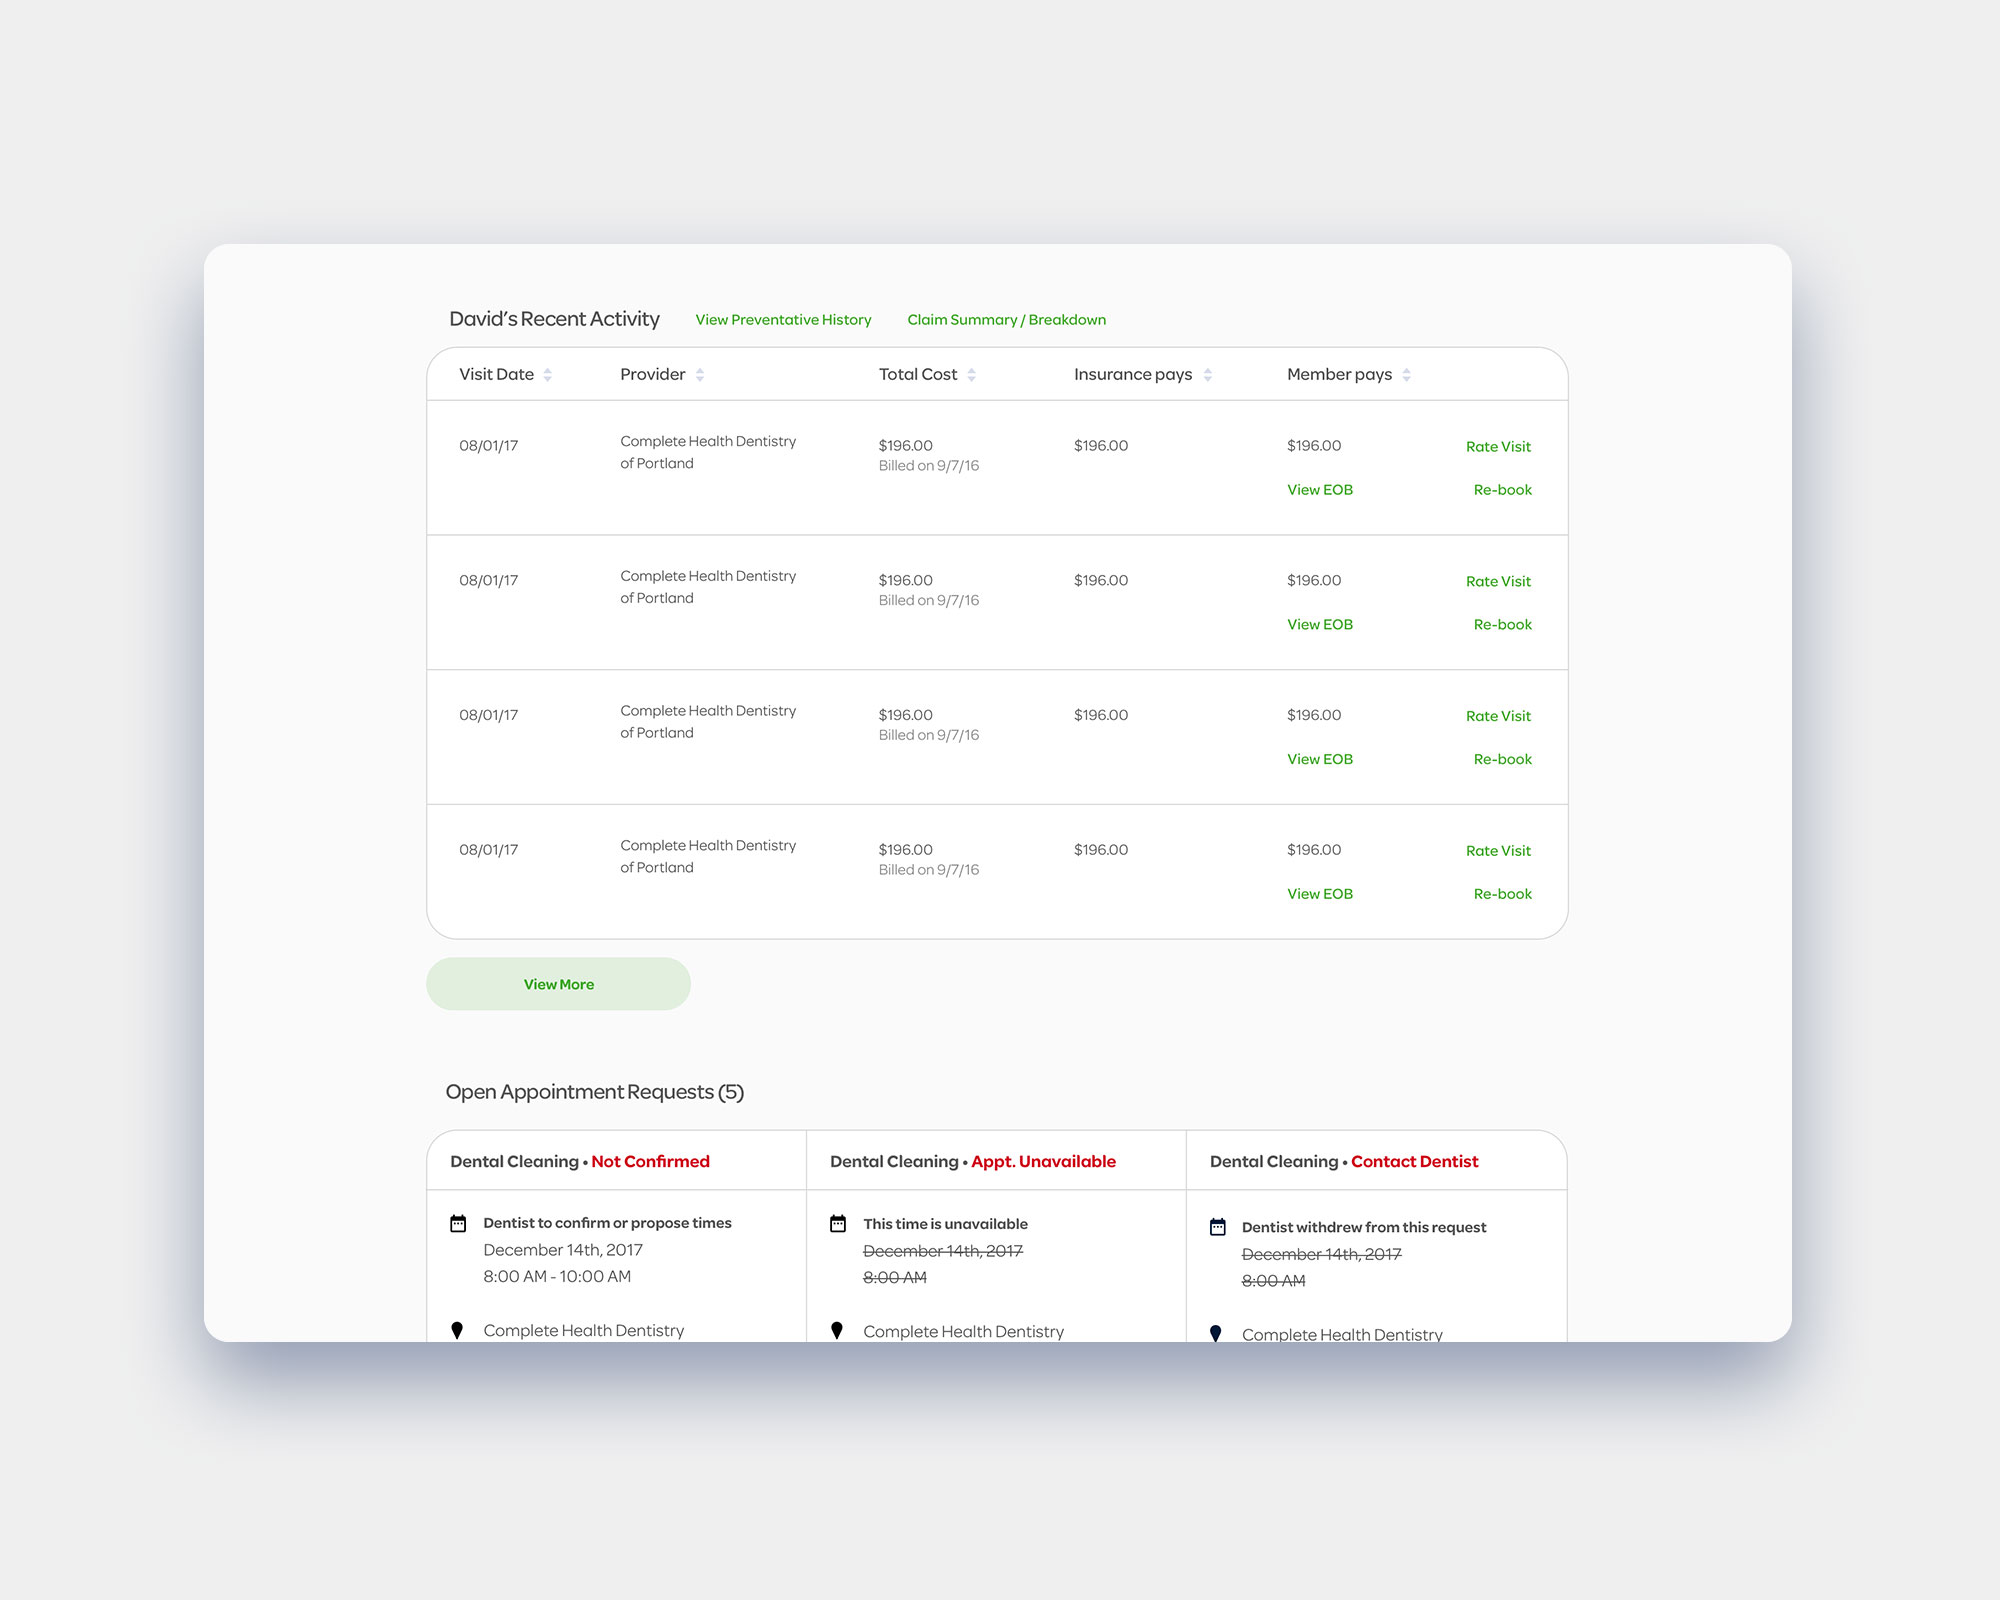 David's Recent Activity View Preventative History Claim Summary / Breakdown
Visit Date Provider Total Cost Insurance pays Member pays
08/01/17 Complete Health Dentistry $196.00 $196.00 $196.00 Rate Visit
of Portland Billed on 9/7/16
View EOB Re-book
08/01/17 Complete Health Dentistry $196.00 $196.00 $196.00 Rate Visit
of Portland Billed on 9/7/16
View EOB Re-book
08/01/17 Complete Health Dentistry $196.00 $196.00 $196.00 Rate Visit
of Portland Billed on 9/7/16
View EOB Re-book
08/01/17 Complete Health Dentistry $196.00 $196.00 $196.00 Rate Visit
of Portland Billed on 9/7/16
View EOB Re-book
View More
Open Appointment Requests (5)
Dental Cleaning • Not Confirmed
Dentist to confirm or propose times
December 14th, 2017
8:00 AM - 10:00 AM
Complete Health Dentistry
Dental Cleaning • Appt. Unavailable
This time is unavailable
December 14th, 2017
8:00 AM
Complete Health Dentistry
Dental Cleaning • Contact Dentist
Dentist withdrew from this request
December 14th, 2017
8:00 AM
Complete Health Dentistry